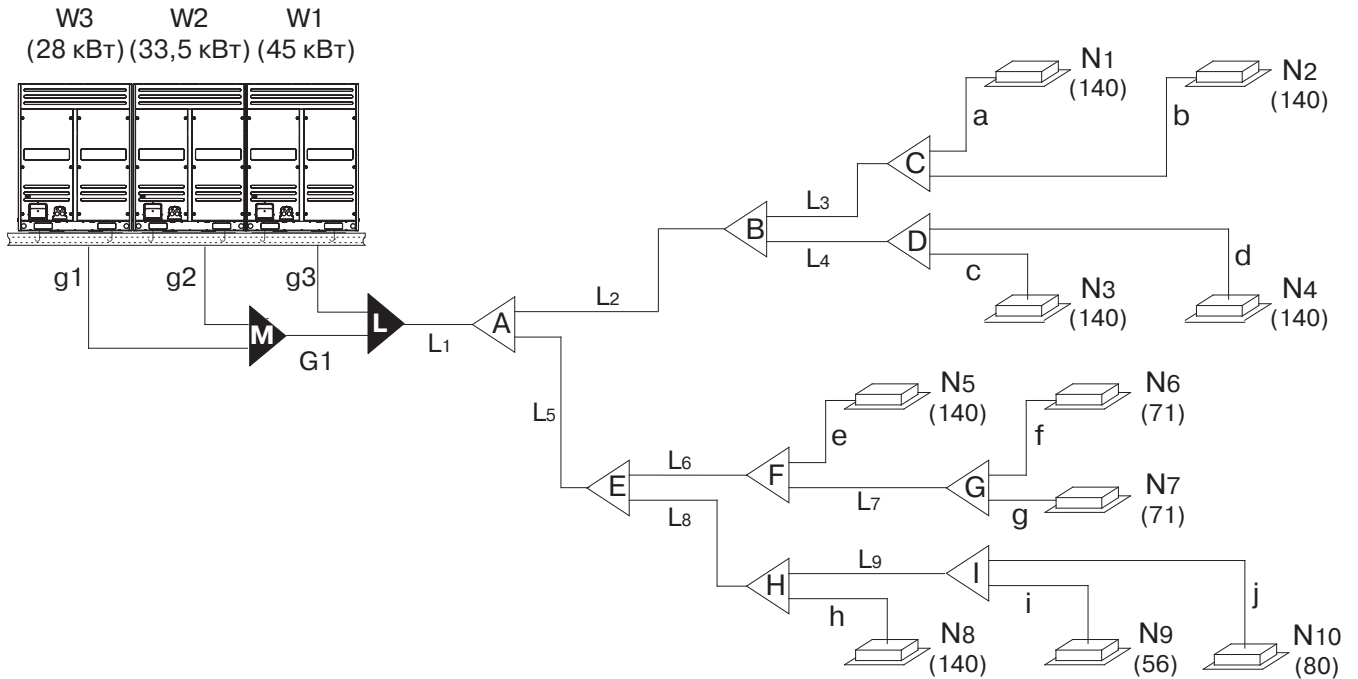 W3 W2 W1
(28 кВт) (33,5 кВт) (45 кВт)
N1
(140)
N2
(140)
a
b
C
L3
B
D
d
L4
c
g1 g2 g3
L2
N3
(140)
N4
(140)
M
L
A
G1
L1
N5
(140)
N6
(71)
L5
e
f
L6
F
E
G
N7
(71)
L7
g
L8
L9
I
H
i
j
h
N8
(140)
N9
(56)
N10
(80)